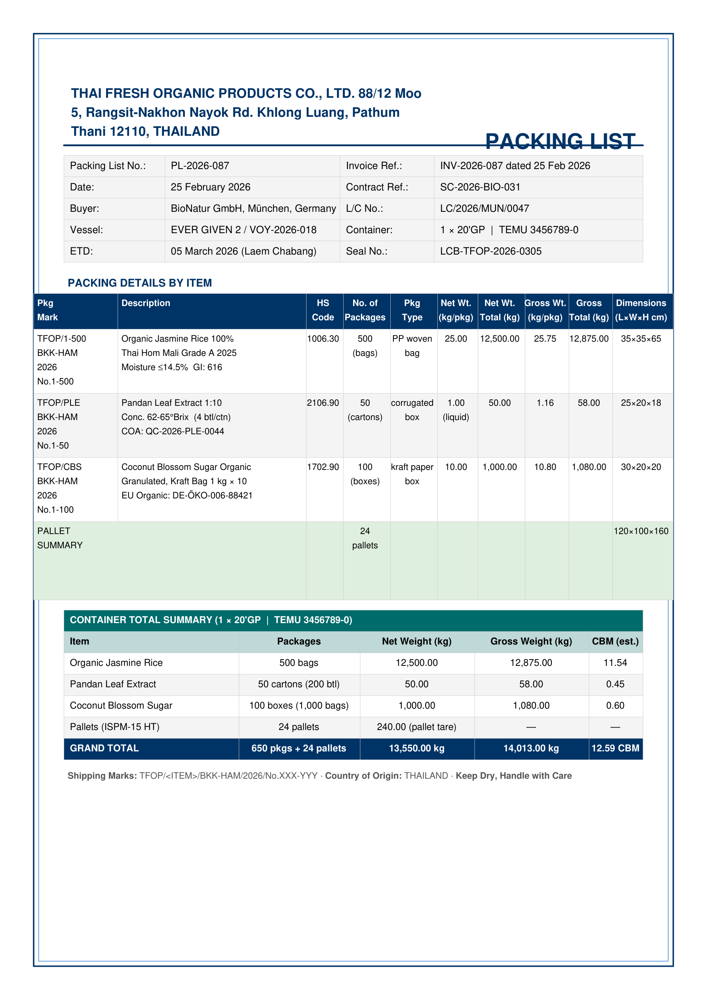 THAI FRESH ORGANIC PRODUCTS CO., LTD. 88/12 Moo
5, Rangsit-Nakhon Nayok Rd. Khlong Luang, Pathum
Thani 12110, THAILAND
PACKING LIST
Packing List No.: PL-2026-087 Invoice Ref.: INV-2026-087 dated 25 Feb 2026
Date: 25 February 2026 Contract Ref.: SC-2026-BIO-031
Buyer: BioNatur GmbH, München, Germany L/C No.: LC/2026/MUN/0047
Vessel: EVER GIVEN 2 / VOY-2026-018 Container: 1 × 20'GP | TEMU 3456789-0
ETD: 05 March 2026 (Laem Chabang) Seal No.: LCB-TFOP-2026-0305
PACKING DETAILS BY ITEM
Pkg Description HS No. of Pkg Net Wt. Net Wt. Gross Wt. Gross Dimensions
Mark Code Packages Type (kg/pkg) Total (kg) (kg/pkg) Total (kg) (L×W×H cm)
TFOP/1-500 Organic Jasmine Rice 100% 1006.30 500 PP woven 25.00 12,500.00 25.75 12,875.00 35×35×65
BKK-HAM Thai Hom Mali Grade A 2025 (bags) bag
2026 Moisture ≤14.5% GI: 616
No.1-500
TFOP/PLE Pandan Leaf Extract 1:10 2106.90 50 corrugated 1.00 50.00 1.16 58.00 25×20×18
BKK-HAM Conc. 62-65°Brix (4 btl/ctn) (cartons) box (liquid)
2026 COA: QC-2026-PLE-0044
No.1-50
TFOP/CBS Coconut Blossom Sugar Organic 1702.90 100 kraft paper 10.00 1,000.00 10.80 1,080.00 30×20×20
BKK-HAM Granulated, Kraft Bag 1 kg × 10 (boxes) box
2026 EU Organic: DE-ÖKO-006-88421
No.1-100
PALLET 24 120×100×160
SUMMARY pallets
CONTAINER TOTAL SUMMARY (1 × 20'GP | TEMU 3456789-0)
Item Packages Net Weight (kg) Gross Weight (kg) CBM (est.)
Organic Jasmine Rice 500 bags 12,500.00 12,875.00 11.54
Pandan Leaf Extract 50 cartons (200 btl) 50.00 58.00 0.45
Coconut Blossom Sugar 100 boxes (1,000 bags) 1,000.00 1,080.00 0.60
Pallets (ISPM-15 HT) 24 pallets 240.00 (pallet tare) — —
GRAND TOTAL 650 pkgs + 24 pallets 13,550.00 kg 14,013.00 kg 12.59 CBM
Shipping Marks: TFOP/<ITEM>/BKK-HAM/2026/No.XXX-YYY · Country of Origin: THAILAND · Keep Dry, Handle with Care